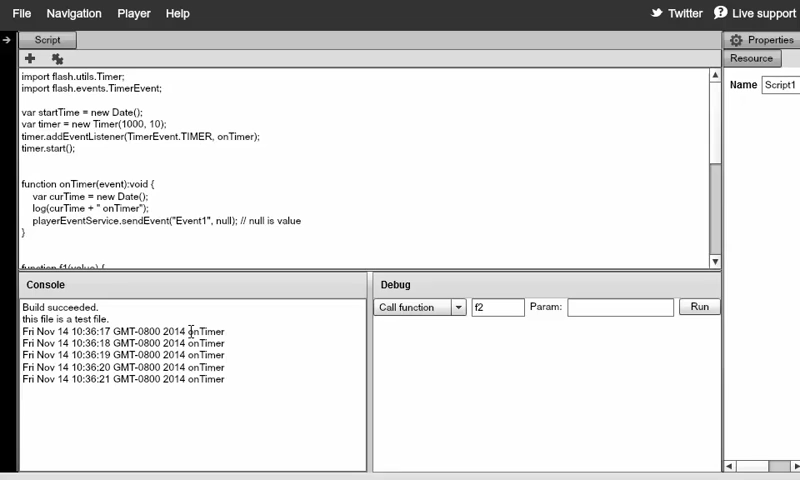 File Navigation Player Help Twitter Live support
Script
Properties
Resource
Name Script1
import flash.utils.Timer;
import flash.events.TimerEvent;
var startTime = new Date();
var timer = new Timer(1000, 10);
timer.addEventListener(TimerEvent.TIMER, onTimer);
timer.start();
function onTimer(event):void {
var curTime = new Date();
log(curTime + " onTimer");
playerEventService.sendEvent("Event1", null); // null is value
}
function f1(value) {
Console
Build succeeded.
this file is a test file.
Fri Nov 14 10:36:17 GMT-0800 2014 onTimer
Fri Nov 14 10:36:18 GMT-0800 2014 onTimer
Fri Nov 14 10:36:19 GMT-0800 2014 onTimer
Fri Nov 14 10:36:20 GMT-0800 2014 onTimer
Fri Nov 14 10:36:21 GMT-0800 2014 onTimer
Debug
Call function f2 Param: Run